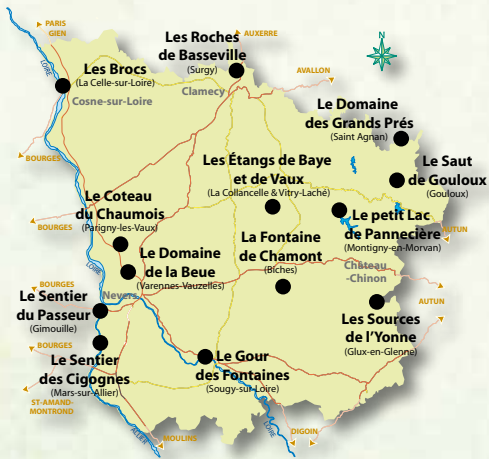 PARIS
GIEN
LOIRE
Les Roches
de Basseville
(Surgy)
AUXERRE
N
Les Brocs
(La Celle-sur-Loire)
Cosne-sur-Loire
Clamecy
AVALLON
Le Domaine
des Grands Prés
(Saint Agnan)
BOURGES
Les Étangs de Baye
et de Vaux
(La Collancelle & Vitry-Laché)
Le Saut
de Gouloux
(Gouloux)
Le Coteau
du Chaumois
(Parigny-les-Vaux)
BOURGES
Le petit Lac
de Pannecière
(Montigny-en-Morvan)
AUTUN
La Fontaine
de Chamont
(Biches)
Le Domaine
de la Beue
(Varennes-Vauzelles)
LOIRE
Château
-Chinon
BOURGES
Nevers
Le Sentier
du Passeur
(Gimouille)
AUTUN
Les Sources
de l'Yonne
(Glux-en-Glenne)
BOURGES
Le Sentier
des Cigognes
(Mars-sur-Allier)
Le Gour
des Fontaines
(Sougy-sur-Loire)
ST-AMAND-
MONTROND
ALLIER
MOULINS
LOIRE
DIGOIN